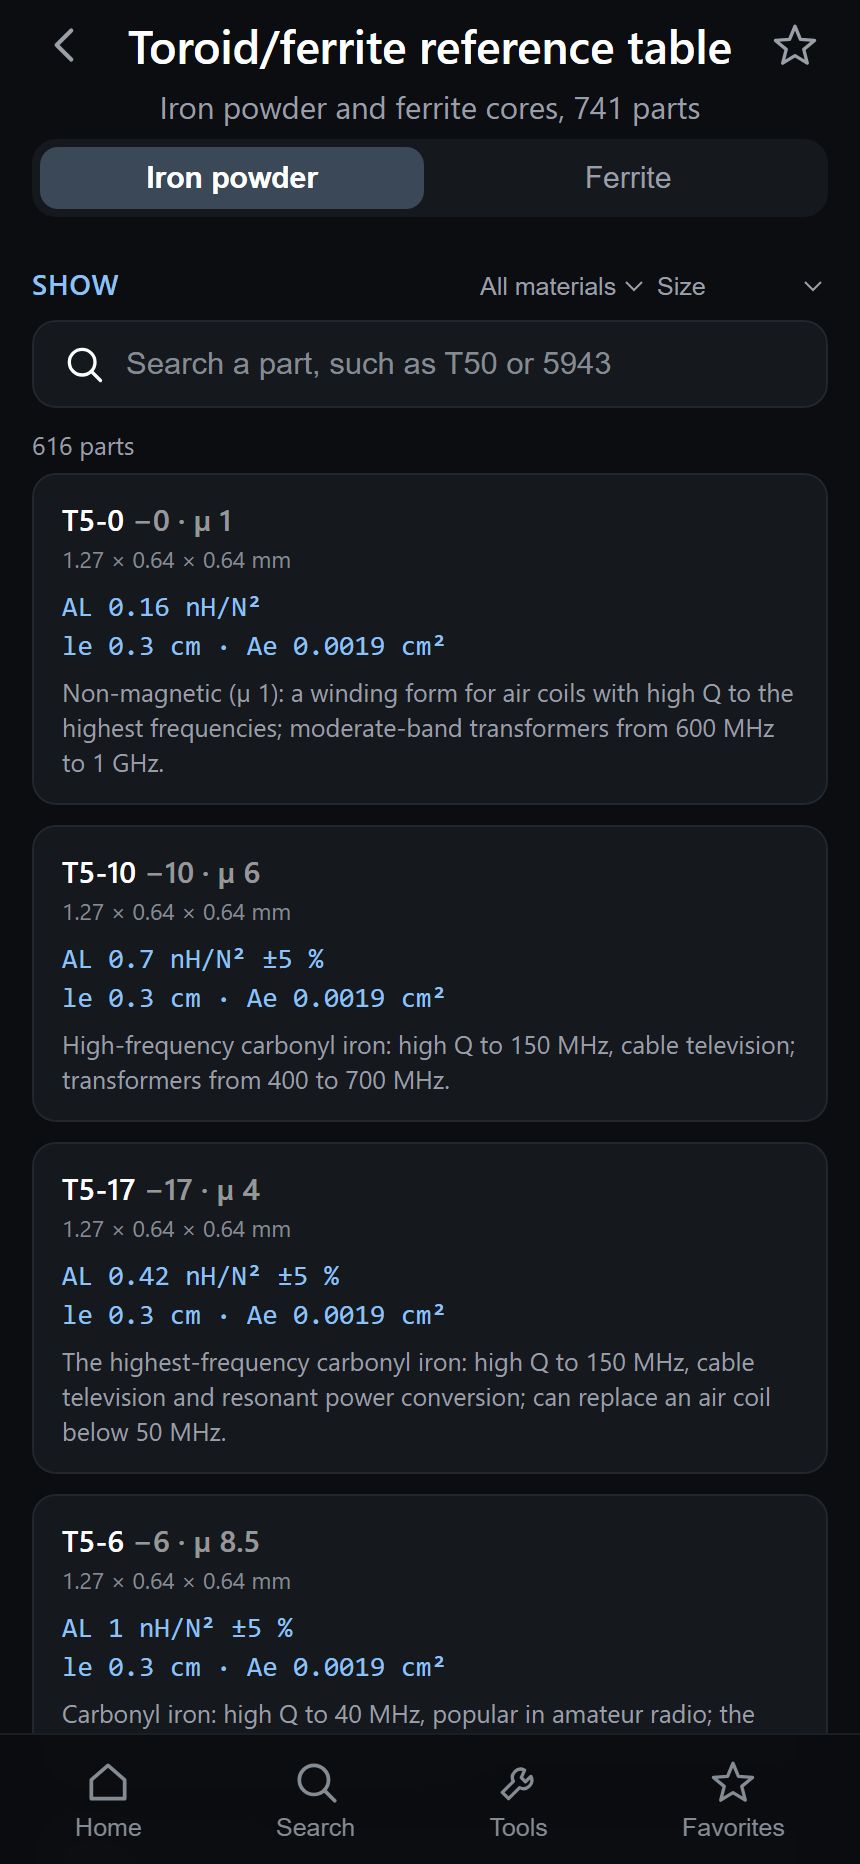 Toroid/ferrite reference table
Iron powder and ferrite cores, 741 parts
Iron powder
Ferrite
SHOW
All materials
Size
Search a part, such as T50 or 5943
616 parts
T5-0 −0 · µ 1
1.27 × 0.64 × 0.64 mm
AL 0.16 nH/N²
le 0.3 cm · Ae 0.0019 cm²
Non-magnetic (µ 1): a winding form for air coils with high Q to the
highest frequencies; moderate-band transformers from 600 MHz
to 1 GHz.
T5-10 −10 · µ 6
1.27 × 0.64 × 0.64 mm
AL 0.7 nH/N² ±5 %
le 0.3 cm · Ae 0.0019 cm²
High-frequency carbonyl iron: high Q to 150 MHz, cable television;
transformers from 400 to 700 MHz.
T5-17 −17 · µ 4
1.27 × 0.64 × 0.64 mm
AL 0.42 nH/N² ±5 %
le 0.3 cm · Ae 0.0019 cm²
The highest-frequency carbonyl iron: high Q to 150 MHz, cable
television and resonant power conversion; can replace an air coil
below 50 MHz.
T5-6 −6 · µ 8.5
1.27 × 0.64 × 0.64 mm
AL 1 nH/N² ±5 %
le 0.3 cm · Ae 0.0019 cm²
Carbonyl iron: high Q to 40 MHz, popular in amateur radio; the
Home
Search
Tools
Favorites